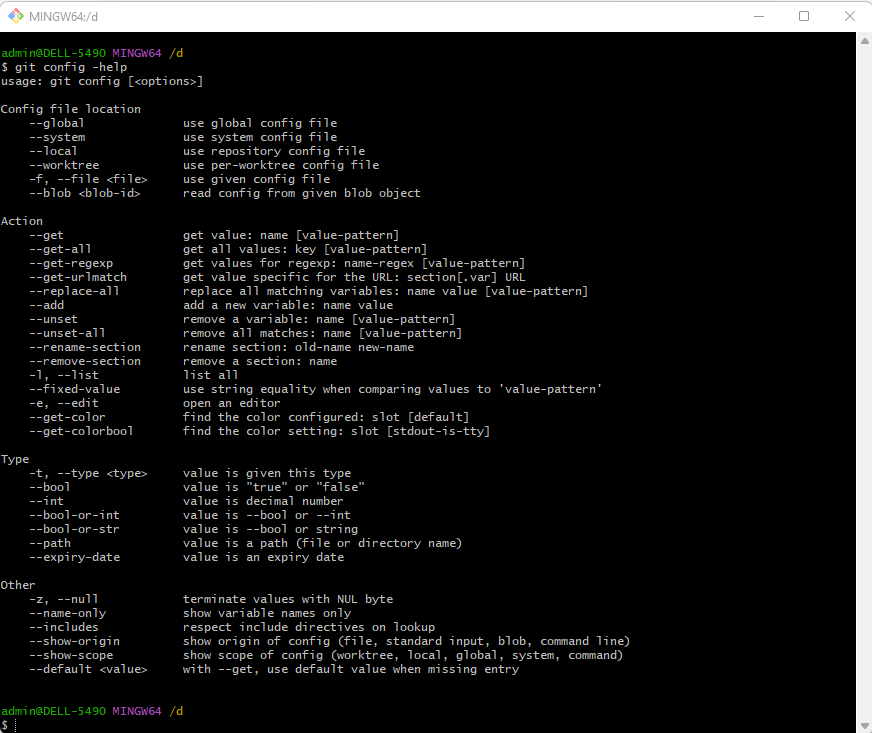 MINGW64:/d
admin@DELL-5490 MINGW64 /d
$ git config -help
usage: git config [<options>]
Config file location
    --global              use global config file
    --system              use system config file
    --local               use repository config file
    --worktree            use per-worktree config file
    -f, --file <file>     use given config file
    --blob <blob-id>      read config from given blob object
Action
    --get                 get value: name [value-pattern]
    --get-all             get all values: key [value-pattern]
    --get-regexp          get values for regexp: name-regex [value-pattern]
    --get-urlmatch        get value specific for the URL: section[.var] URL
    --replace-all         replace all matching variables: name value [value-pattern]
    --add                 add a new variable: name value
    --unset               remove a variable: name [value-pattern]
    --unset-all           remove all matches: name [value-pattern]
    --rename-section      rename section: old-name new-name
    --remove-section      remove a section: name
    -l, --list            list all
    --fixed-value         use string equality when comparing values to 'value-pattern'
    -e, --edit            open an editor
    --get-color           find the color configured: slot [default]
    --get-colorbool       find the color setting: slot [stdout-is-tty]
Type
    -t, --type <type>     value is given this type
    --bool                value is "true" or "false"
    --int                 value is decimal number
    --bool-or-int         value is --bool or --int
    --bool-or-str         value is --bool or string
    --path                value is a path (file or directory name)
    --expiry-date         value is an expiry date
Other
    -z, --null            terminate values with NUL byte
    --name-only           show variable names only
    --includes            respect include directives on lookup
    --show-origin         show origin of config (file, standard input, blob, command line)
    --show-scope          show scope of config (worktree, local, global, system, command)
    --default <value>     with --get, use default value when missing entry
admin@DELL-5490 MINGW64 /d
$